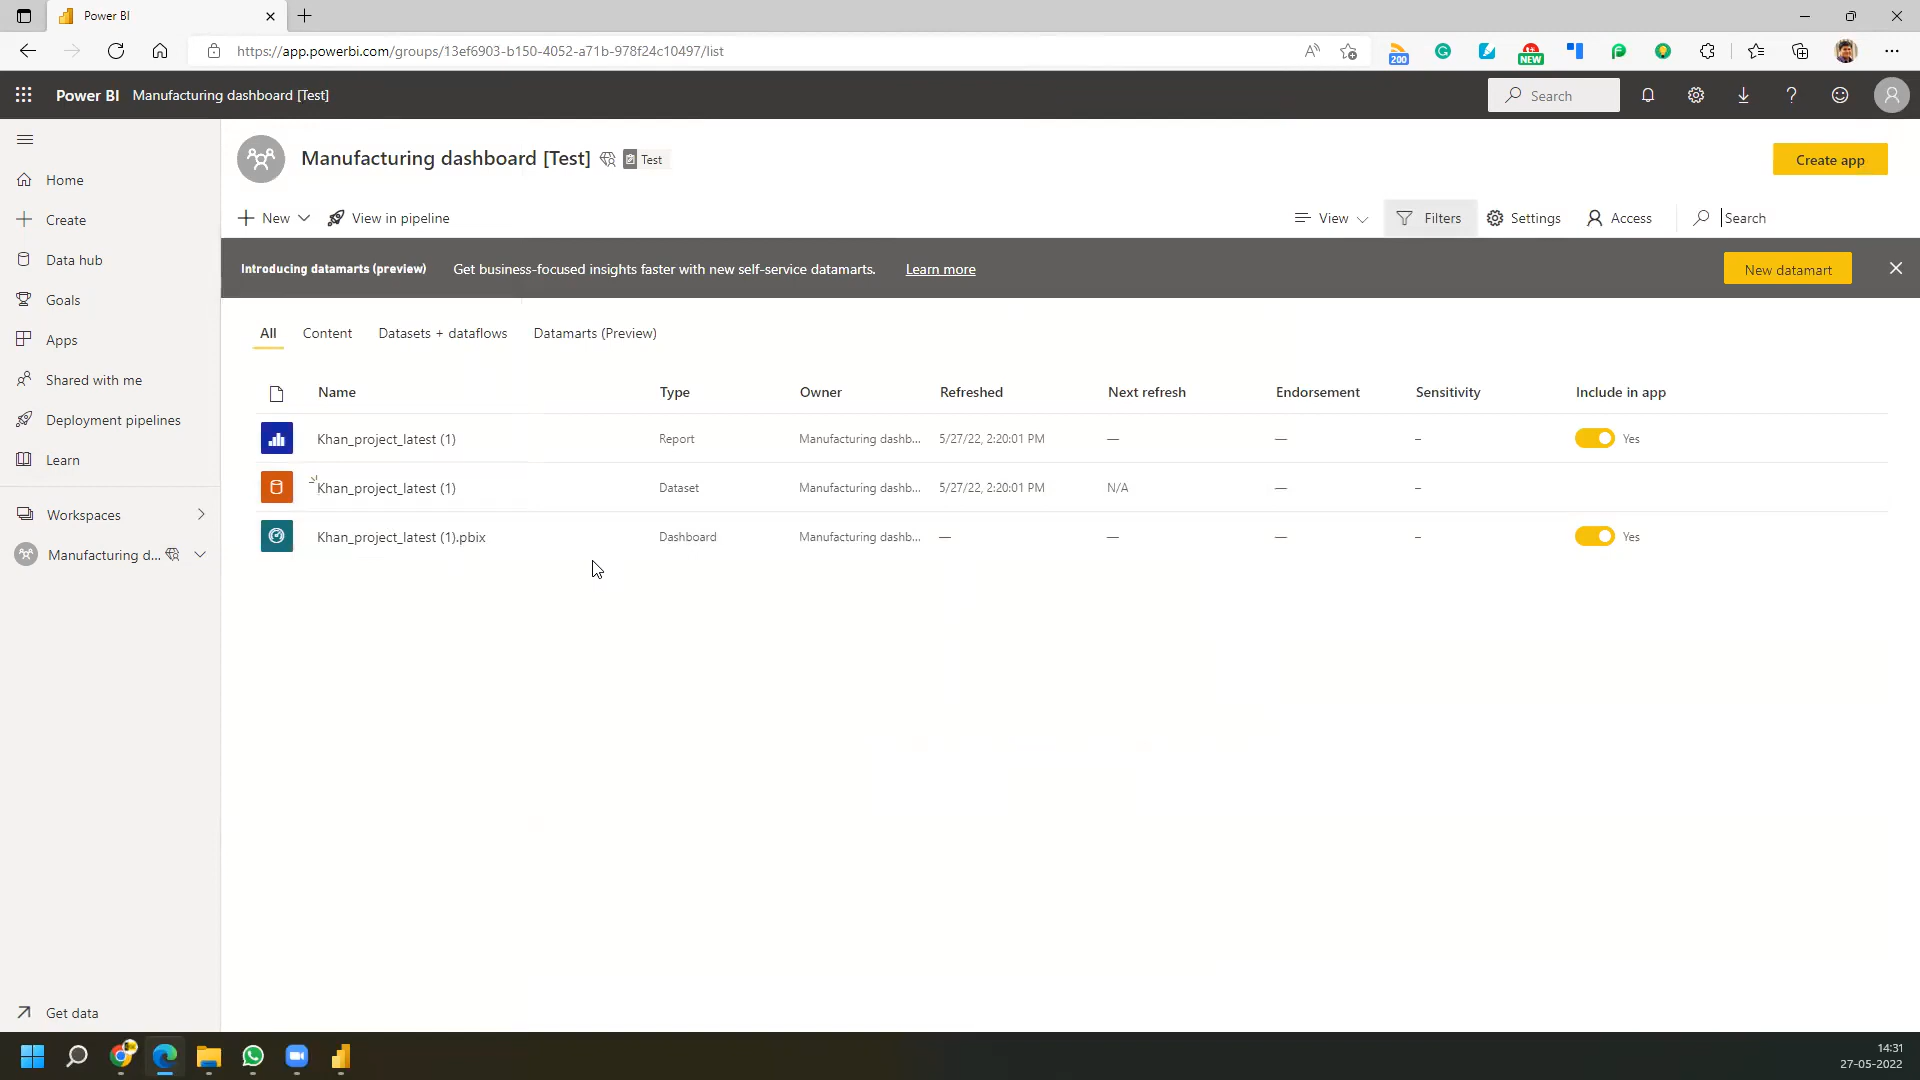 Power BI
https://app.powerbi.com/groups/13ef6903-b150-4052-a71b-978f24c10497/list
200
NEW
Power BI Manufacturing dashboard [Test]
Search
Home
Create
Data hub
Goals
Apps
Shared with me
Deployment pipelines
Learn
Workspaces
Manufacturing d...
Get data
Manufacturing dashboard [Test] Test
Create app
New View in pipeline View Filters Settings Access Search
Introducing datamarts (preview) Get business-focused insights faster with new self-service datamarts. Learn more New datamart
All Content Datasets + dataflows Datamarts (Preview)
Name Type Owner Refreshed Next refresh Endorsement Sensitivity Include in app
Khan_project_latest (1) Report Manufacturing dashb... 5/27/22, 2:20:01 PM — — – Yes
Khan_project_latest (1) Dataset Manufacturing dashb... 5/27/22, 2:20:01 PM N/A — –
Khan_project_latest (1).pbix Dashboard Manufacturing dashb... — — — – Yes
14:31
27-05-2022